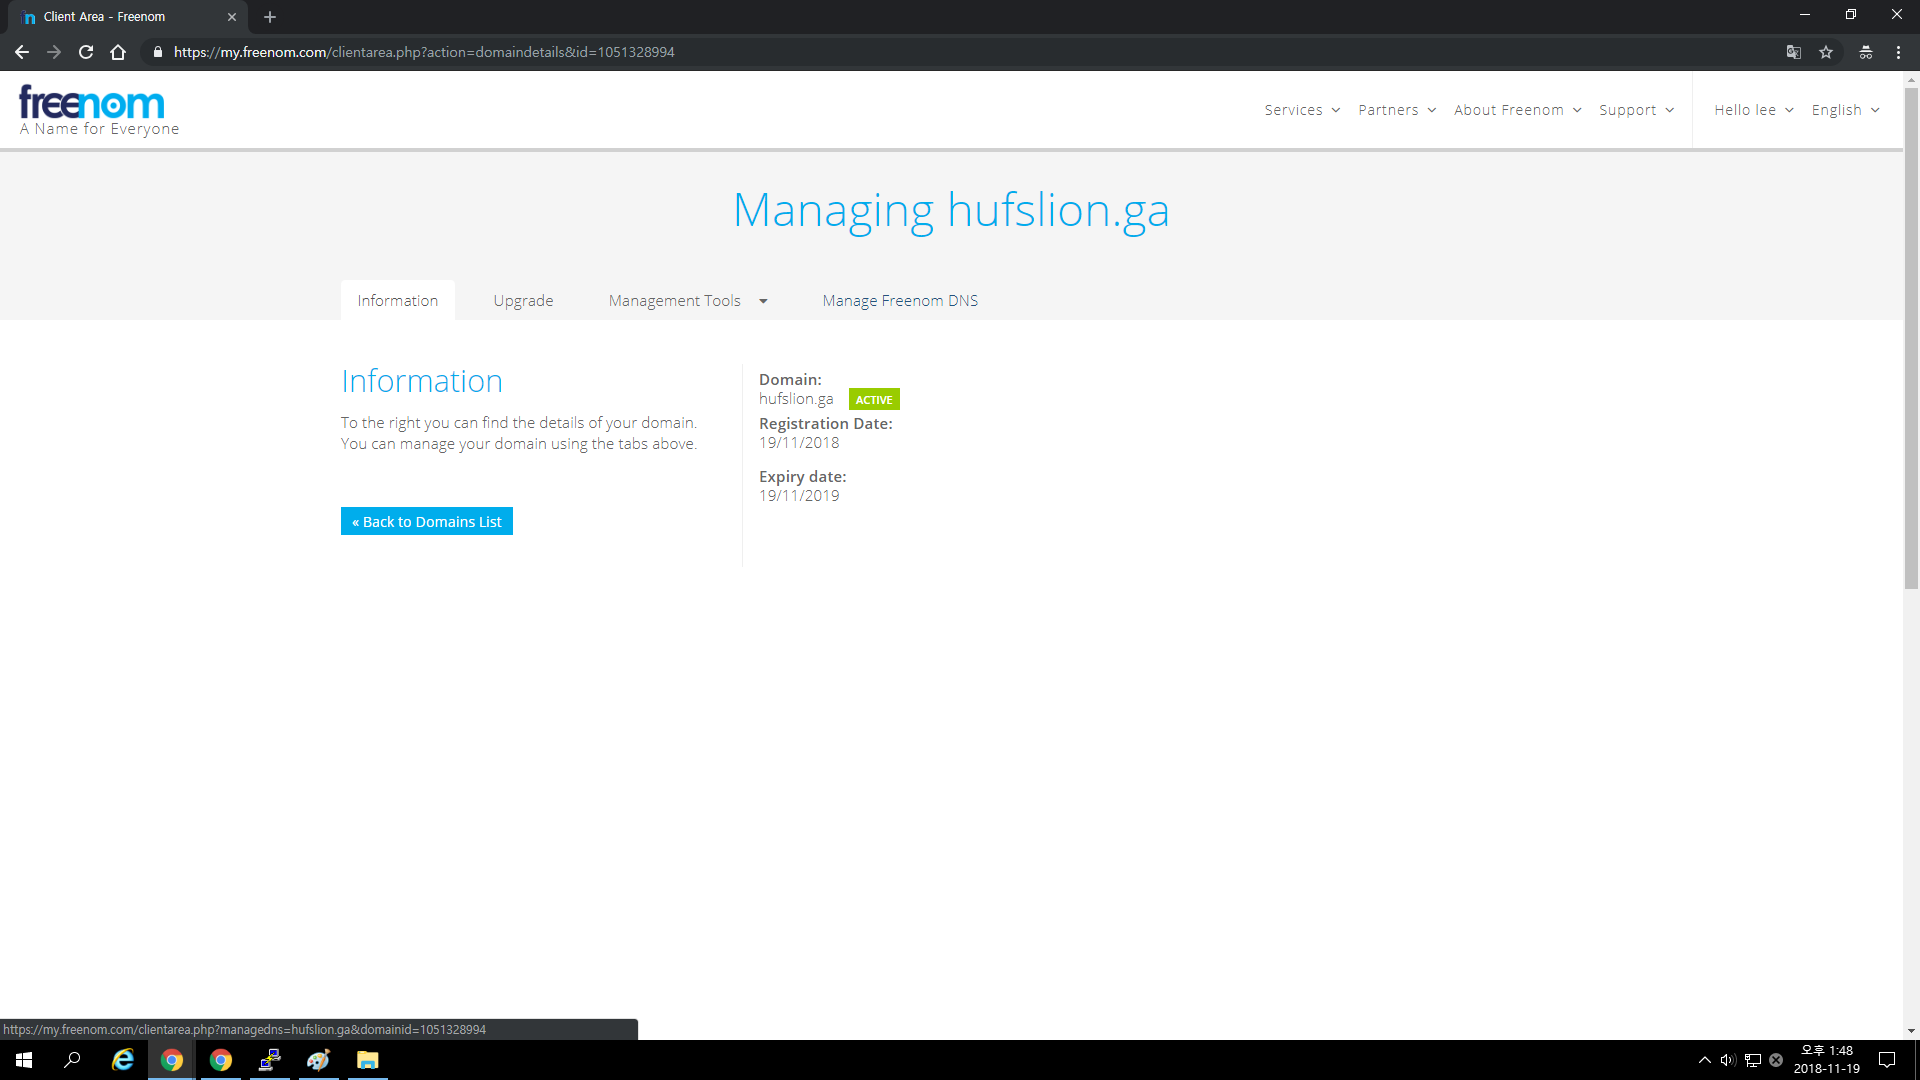 Client Area - Freenom
https://my.freenom.com/clientarea.php?action=domaindetails&id=1051328994
freenom
A Name for Everyone
Services
Partners
About Freenom
Support
Hello lee
English
Managing hufslion.ga
Information
Upgrade
Management Tools
Manage Freenom DNS
Information
To the right you can find the details of your domain.
You can manage your domain using the tabs above.
« Back to Domains List
Domain:
hufslion.ga ACTIVE
Registration Date:
19/11/2018
Expiry date:
19/11/2019
https://my.freenom.com/clientarea.php?managedns=hufslion.ga&domainid=1051328994
오후 1:48
2018-11-19